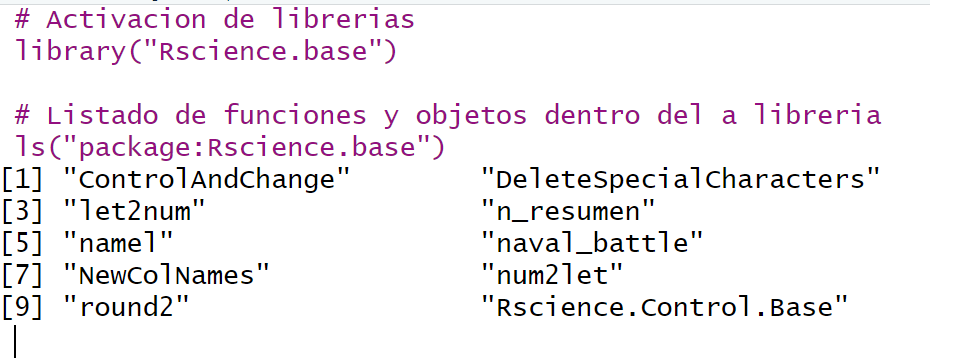 # Activacion de librerias
library("Rscience.base")
# Listado de funciones y objetos dentro del a libreria
ls("package:Rscience.base")
[1] "ControlAndChange" "DeleteSpecialCharacters"
[3] "let2num" "n_resumen"
[5] "namel" "naval_battle"
[7] "NewColNames" "num2let"
[9] "round2" "Rscience.Control.Base"